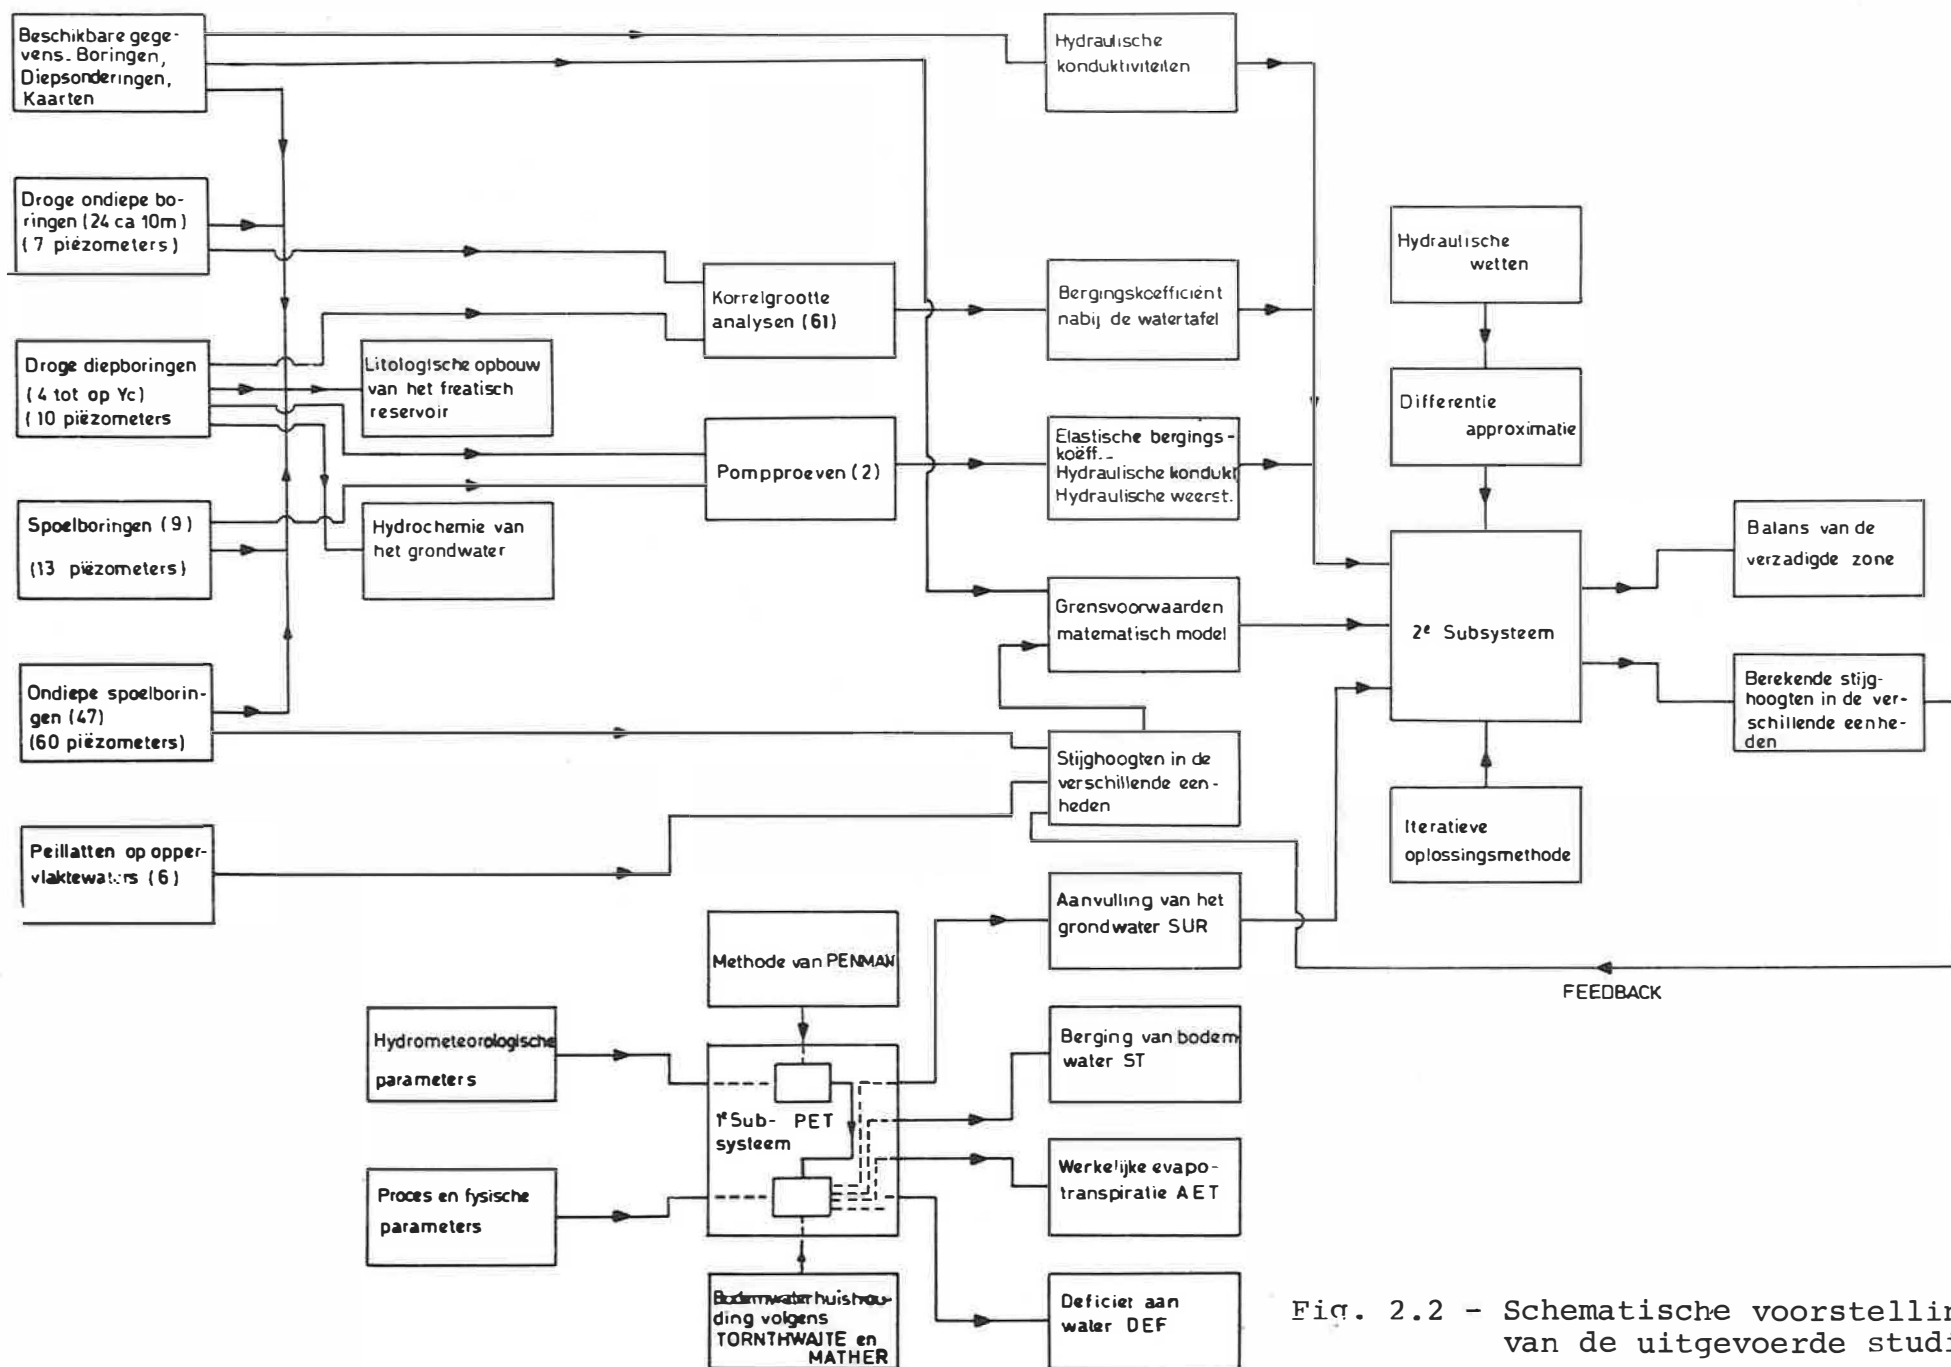 Beschikbare gege-
vens. Boringen,
Diepsonderingen,
Kaarten
Hydraulische
konduktiviteiten
Droge ondiepe bo-
ringen (24 ca 10m)
(7 piëzometers)
Korrelgrootte
analysen (61)
Bergingskoefficiënt
nabij de watertafel
Hydraulische
wetten
Droge diepboringen
(4 tot op Yc)
(10 piëzometers
Litologische opbouw
van het freatisch
reservoir
Pompproeven (2)
Elastische bergings-
koëff.-
Hydraulische kondukt
Hydraulische weerst.
Differentie
approximatie
Spoelboringen (9)
(13 piëzometers)
Hydrochemie van
het grondwater
Grensvoorwaarden
matematisch model
2e Subsysteem
Balans van de
verzadigde zone
Ondiepe spoelborin-
gen (47)
(60 piëzometers)
Stijghoogten in de
verschillende een-
heden
Berekende stijg-
hoogten in de ver-
schillende eenhe-
den
Iteratieve
oplossingsmethode
Peillatten op opper-
vlaktewaters (6)
Aanvulling van het
grondwater SUR
FEEDBACK
Methode van PENMAN
Hydrometeorologische
parameters
1e Sub-
systeem
PET
Berging van bodem
water ST
Proces en fysische
parameters
Werkelijke evapo-
transpiratie AET
Bodemwaterhuishou-
ding volgens
TORNTHWAITE en
MATHER
Deficiet aan
water DEF
Fig. 2.2 - Schematische voorstellin
van de uitgevoerde studi